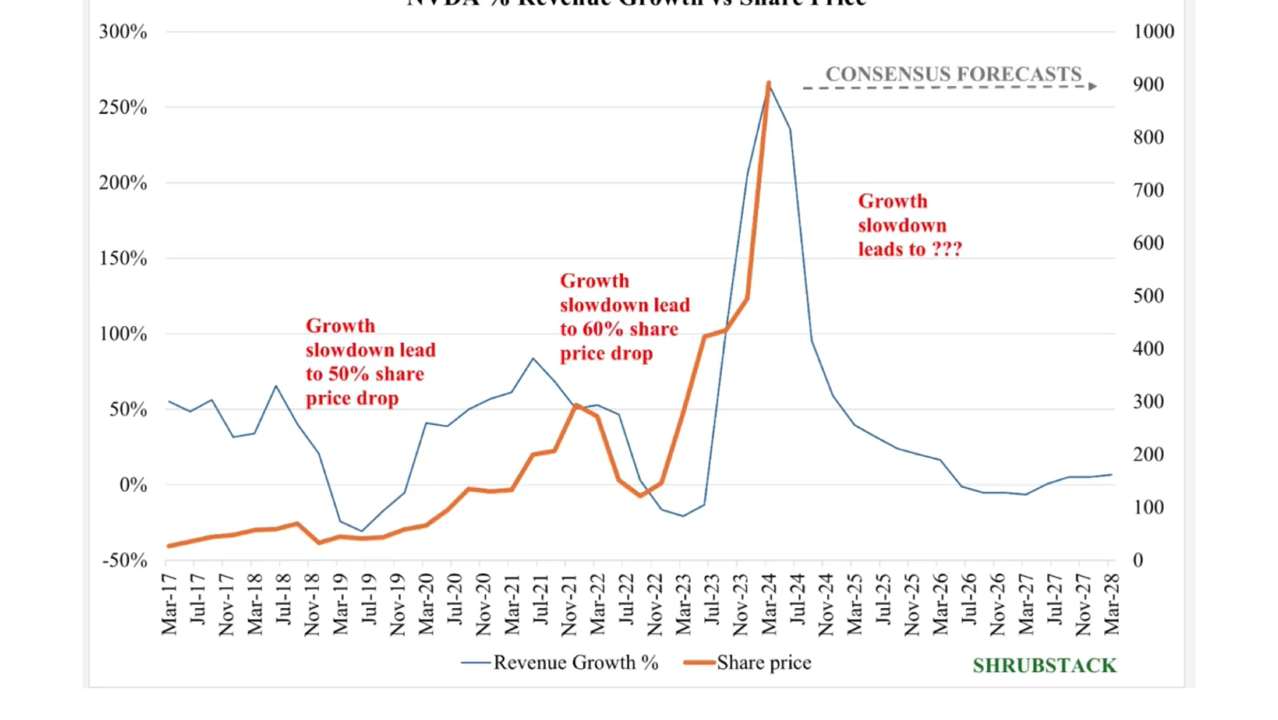 NVDA % Revenue Growth vs Share Price
300%
250%
200%
150%
100%
50%
0%
-50%
1000
900
800
700
600
500
400
300
200
100
0
CONSENSUS FORECASTS
Growth
slowdown lead
to 50% share
price drop
Growth
slowdown lead
to 60% share
price drop
Growth
slowdown
leads to ???
Mar-17
Jul-17
Nov-17
Mar-18
Jul-18
Nov-18
Mar-19
Jul-19
Nov-19
Mar-20
Jul-20
Nov-20
Mar-21
Jul-21
Nov-21
Mar-22
Jul-22
Nov-22
Mar-23
Jul-23
Nov-23
Mar-24
Jul-24
Nov-24
Mar-25
Jul-25
Nov-25
Mar-26
Jul-26
Nov-26
Mar-27
Jul-27
Nov-27
Mar-28
Revenue Growth %
Share price
SHRUBSTACK